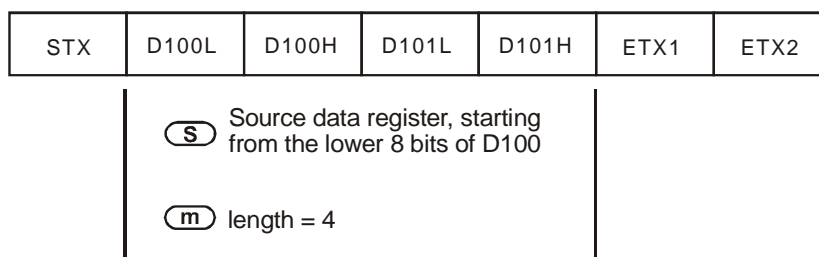 STX D100L D100H D101L D101H ETX1 ETX2
S Source data register, starting
from the lower 8 bits of D100
m length = 4